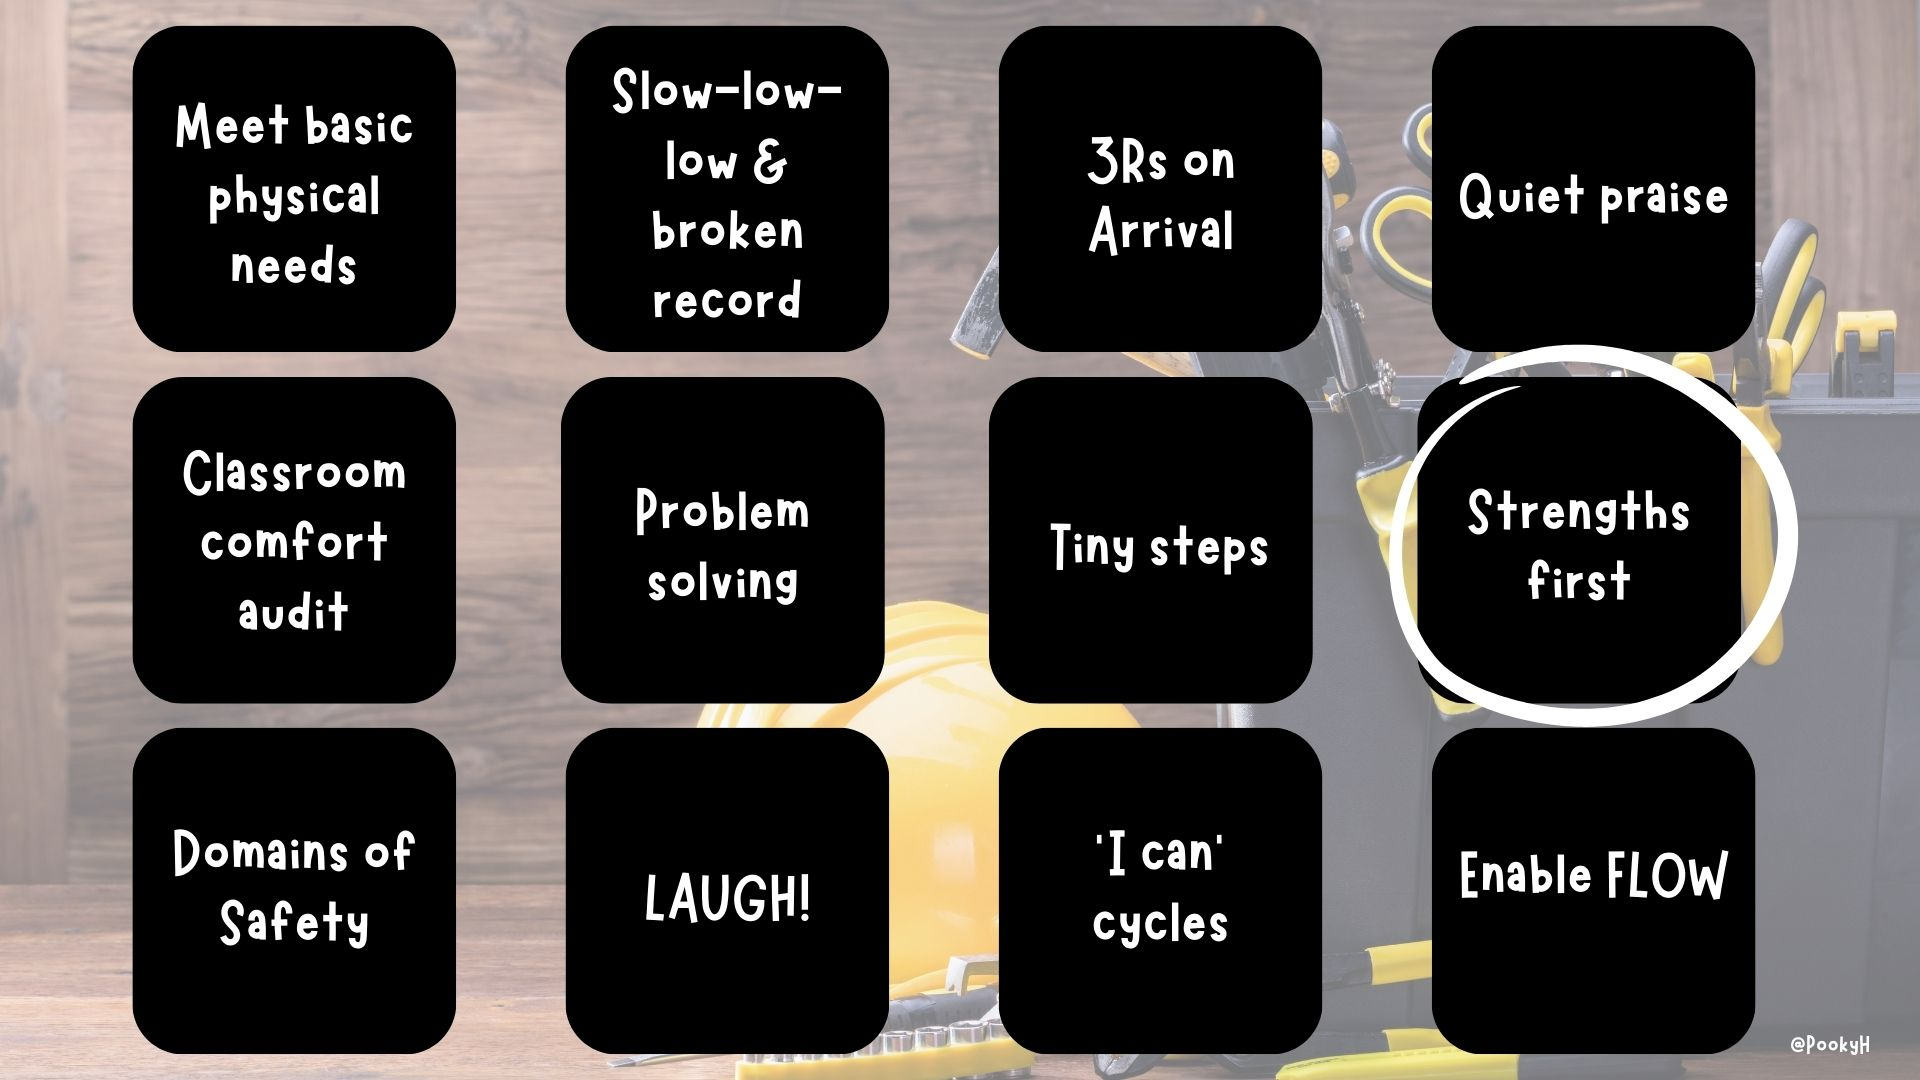 Meet basic
physical
needs
Slow-low-
low &
broken
record
3Rs on
Arrival
Quiet praise
Classroom
comfort
audit
Problem
solving
Tiny steps
Strengths
first
Domains of
Safety
LAUGH!
'I can'
cycles
Enable FLOW
@PookyH